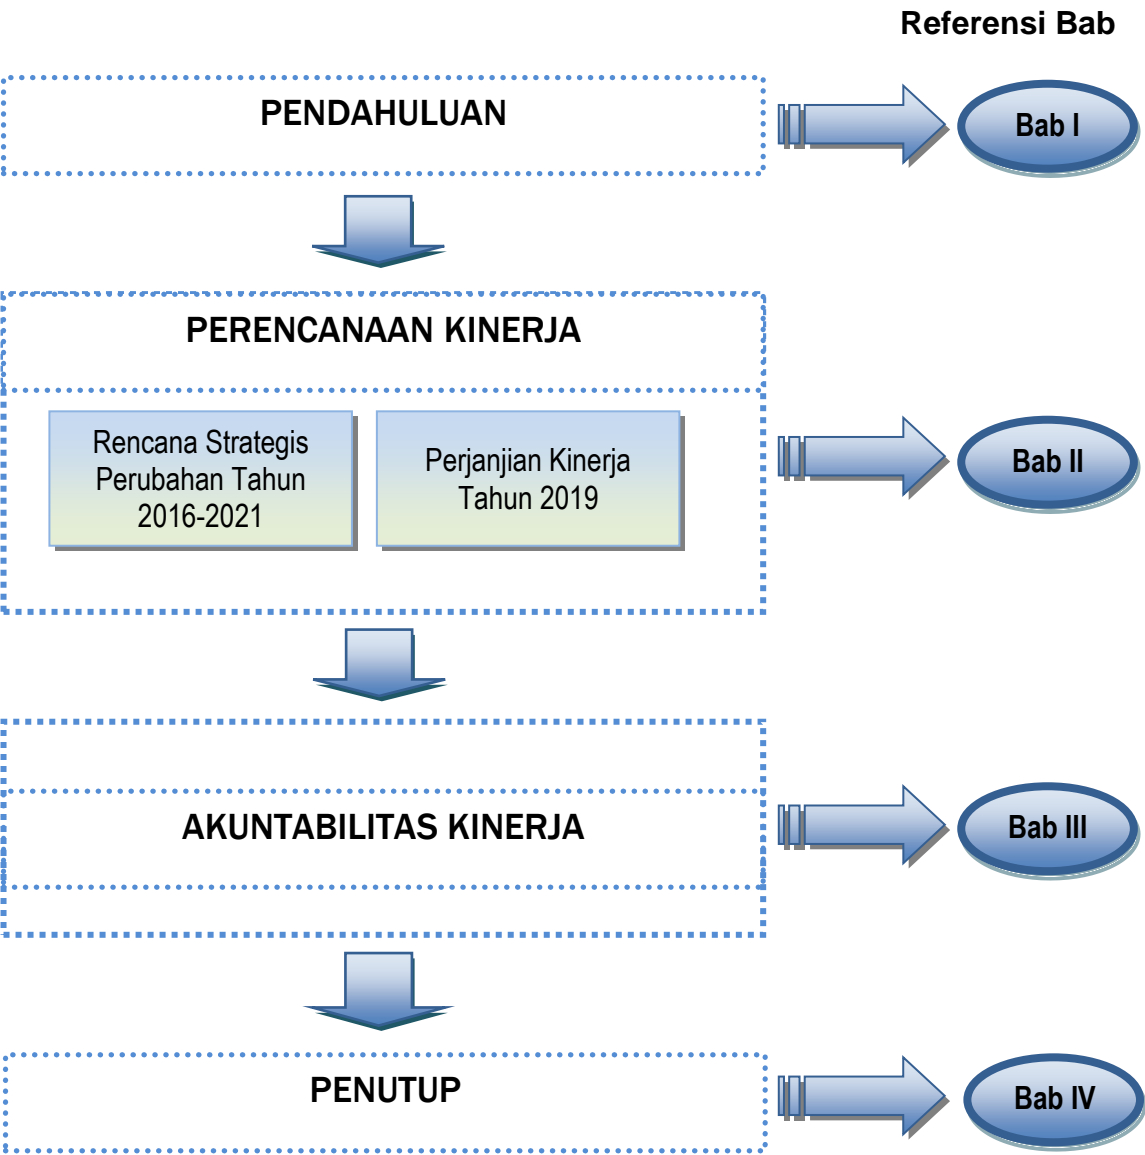 Referensi Bab
PENDAHULUAN
Bab I
PERENCANAAN KINERJA
Rencana Strategis
Perubahan Tahun
2016-2021
Perjanjian Kinerja
Tahun 2019
Bab II
AKUNTABILITAS KINERJA
Bab III
PENUTUP
Bab IV